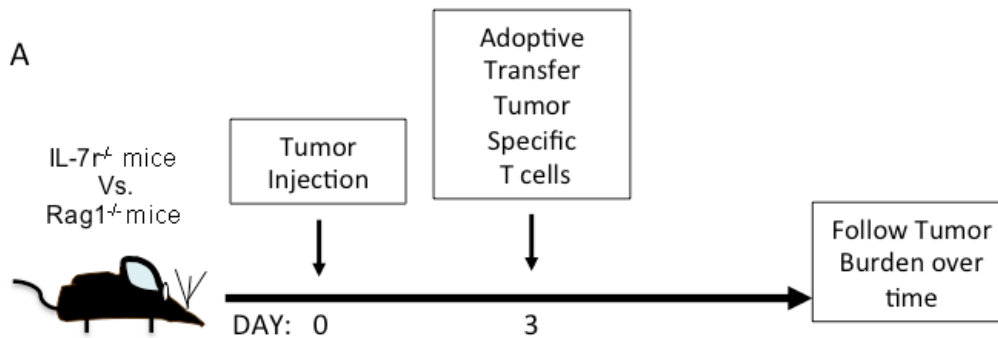 A
IL-7r-/- mice
Vs.
Rag1-/- mice
Tumor
Injection
Adoptive
Transfer
Tumor
Specific
T cells
Follow Tumor
Burden over
time
DAY: 0 3